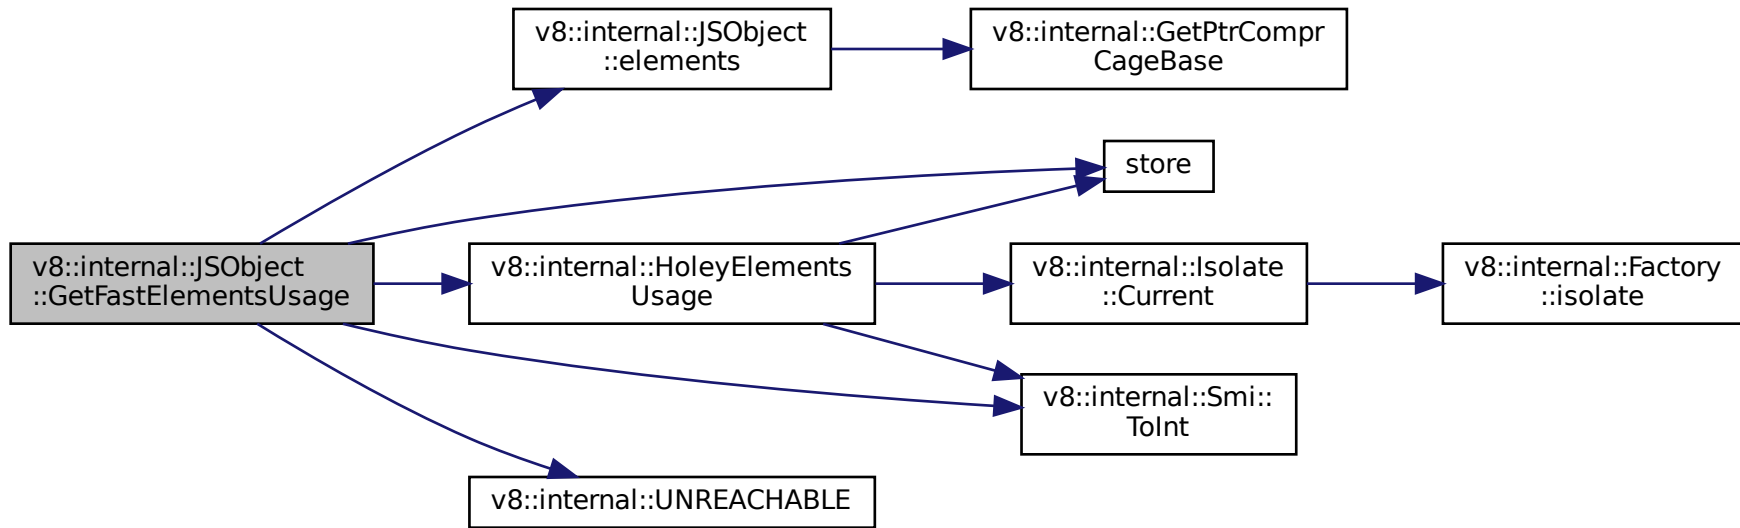 v8::internal::JSObject
::elements
v8::internal::GetPtrCompr
CageBase
store
v8::internal::JSObject
::GetFastElementsUsage
v8::internal::HoleyElements
Usage
v8::internal::Isolate
::Current
v8::internal::Factory
::isolate
v8::internal::Smi::
ToInt
v8::internal::UNREACHABLE